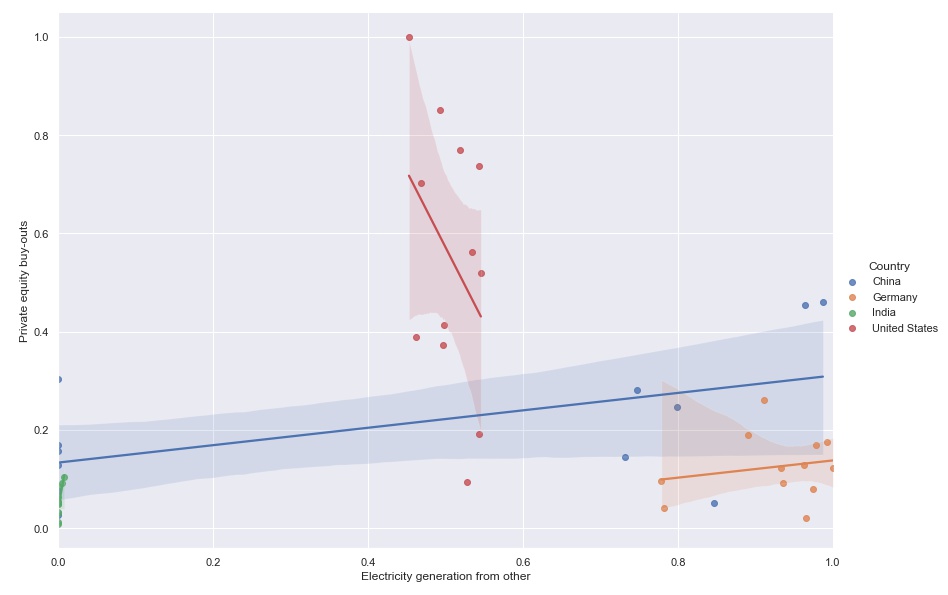 1.0
0.8
0.6
0.4
0.2
0.0
Private equity buy-outs
0.0 0.2 0.4 0.6 0.8 1.0
Electricity generation from other
Country
China
Germany
India
United States